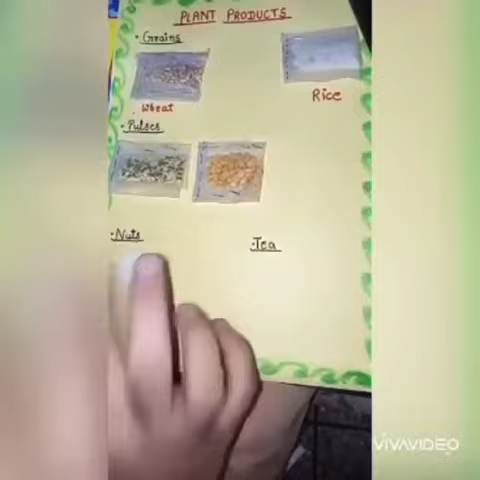 PLANT PRODUCTS
• Grains
Wheat
Rice
• Pulses
• Nuts
• Tea
VIVAVIDEO